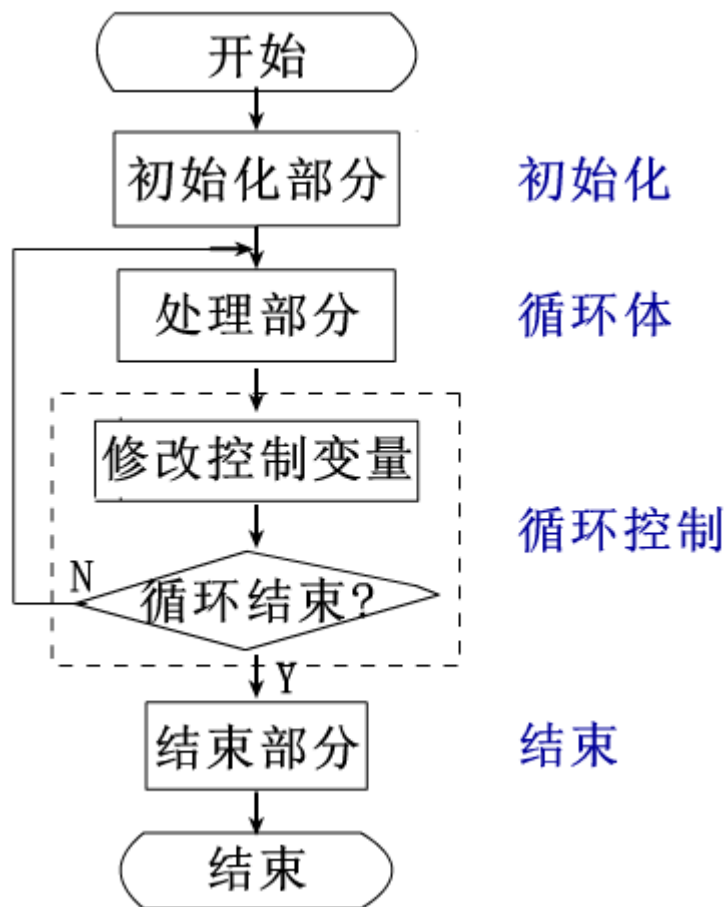 开始
初始化部分
初始化
处理部分
循环体
修改控制变量
循环控制
N
循环结束?
Y
结束部分
结束
结束